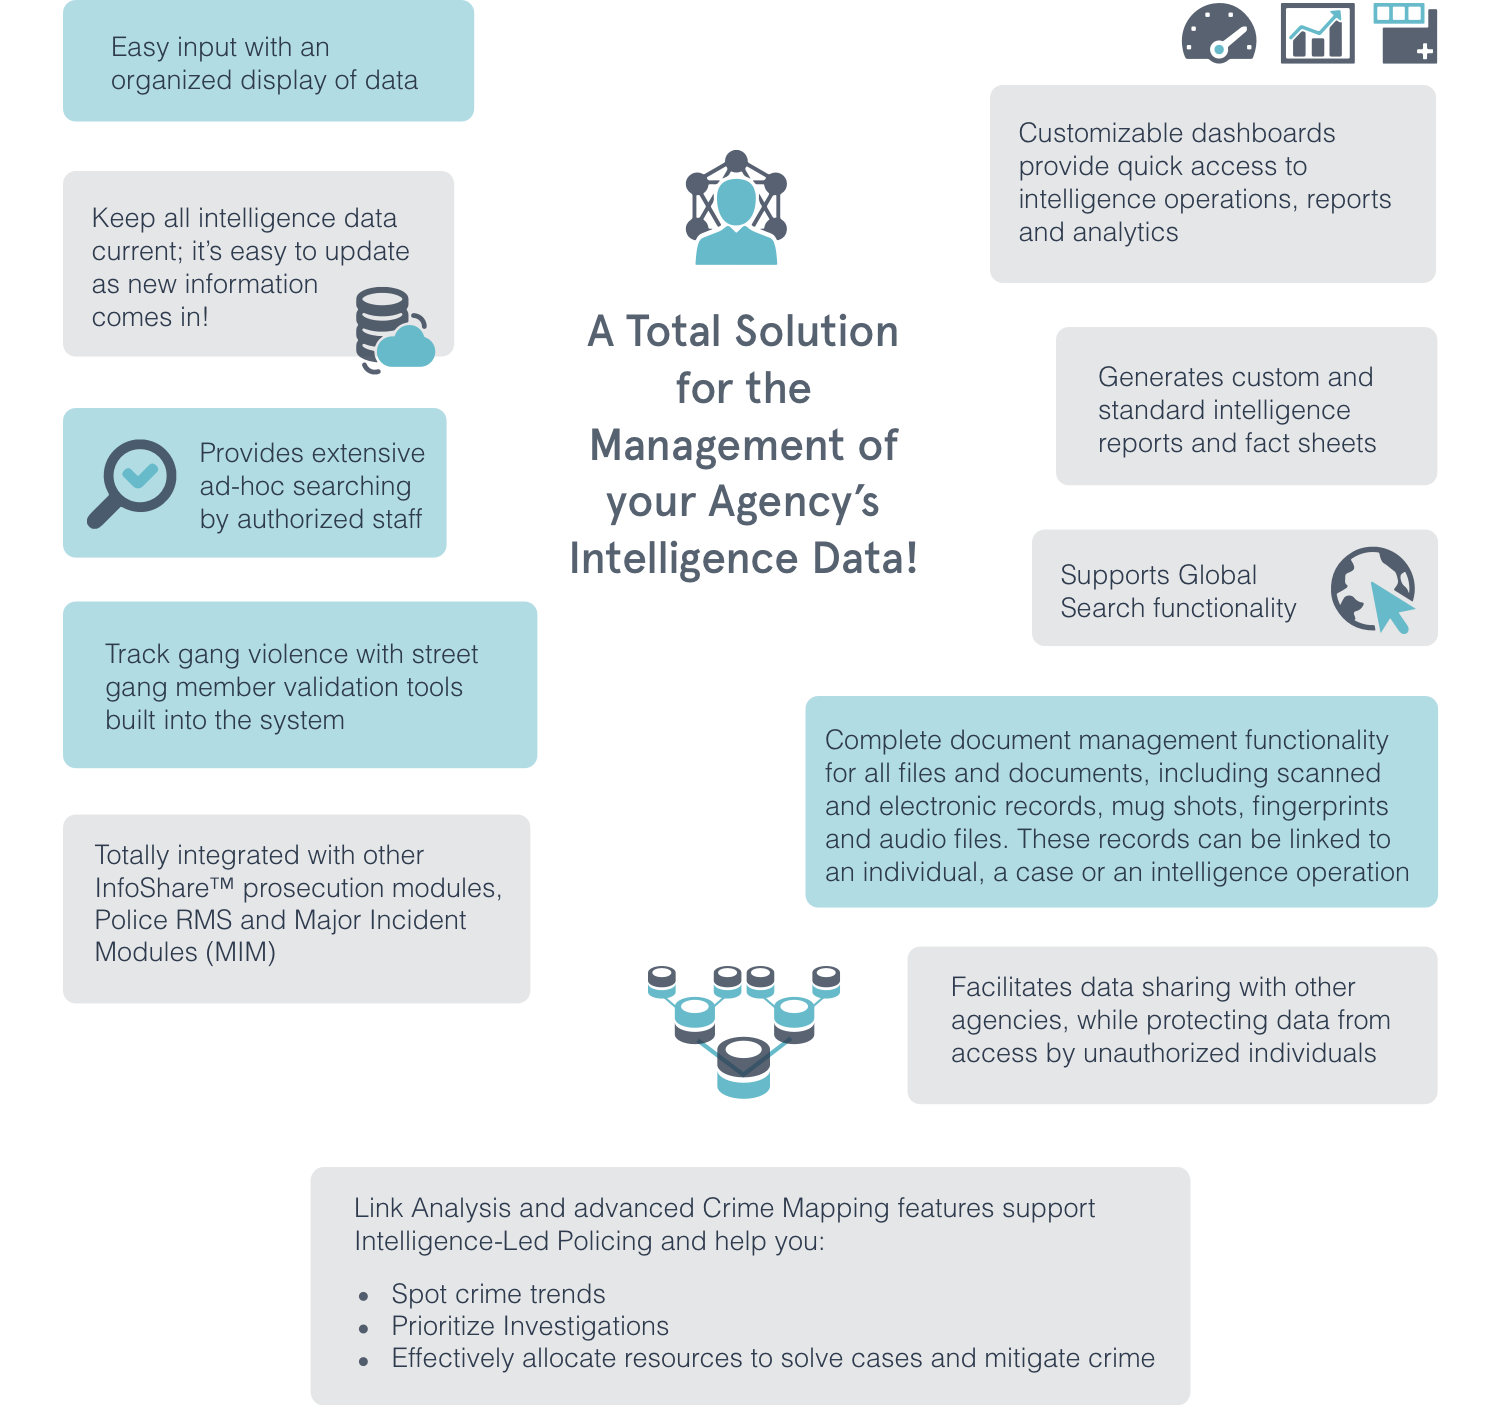 Easy input with an
organized display of data
Keep all intelligence data
current; it’s easy to update
as new information
comes in!
Provides extensive
ad-hoc searching
by authorized staff
Track gang violence with street
gang member validation tools
built into the system
Totally integrated with other
InfoShare™ prosecution modules,
Police RMS and Major Incident
Modules (MIM)
A Total Solution
for the
Management of
your Agency’s
Intelligence Data!
Customizable dashboards
provide quick access to
intelligence operations, reports
and analytics
Generates custom and
standard intelligence
reports and fact sheets
Supports Global
Search functionality
Complete document management functionality
for all files and documents, including scanned
and electronic records, mug shots, fingerprints
and audio files. These records can be linked to
an individual, a case or an intelligence operation
Facilitates data sharing with other
agencies, while protecting data from
access by unauthorized individuals
Link Analysis and advanced Crime Mapping features support
Intelligence-Led Policing and help you:
• Spot crime trends
• Prioritize Investigations
• Effectively allocate resources to solve cases and mitigate crime